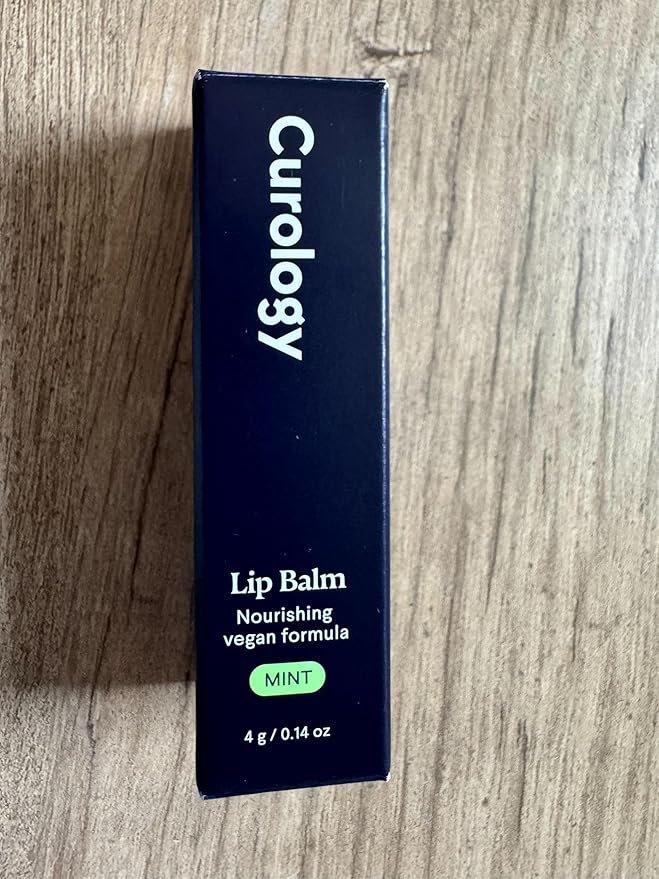 Curology
Lip Balm
Nourishing
vegan formula
MINT
4 g / 0.14 oz